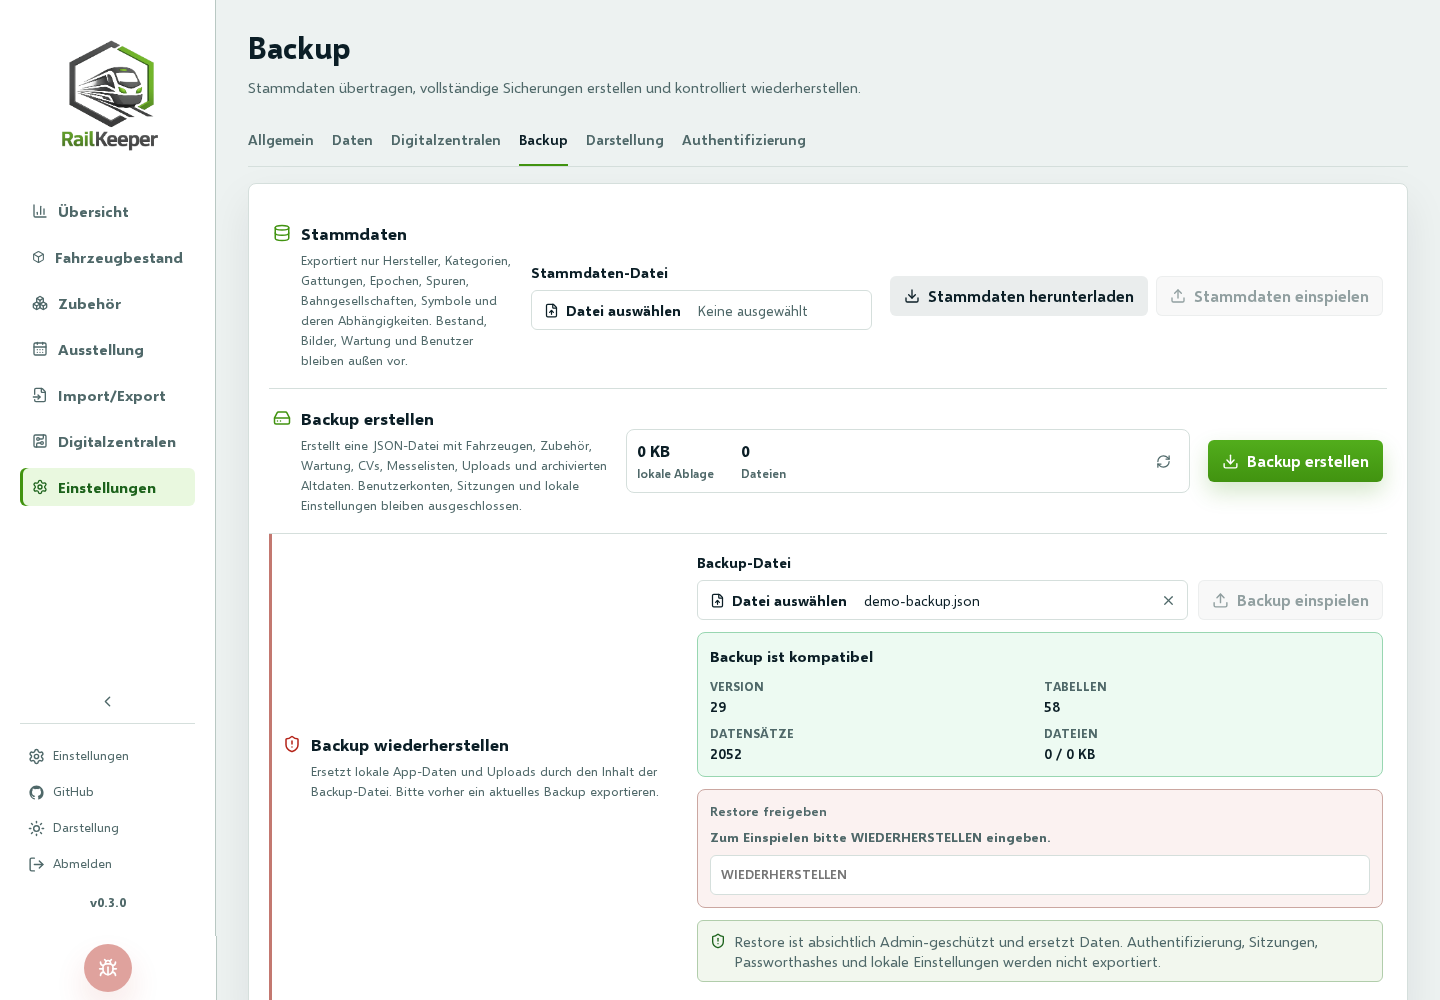 RailKeeper
Übersicht
Fahrzeugbestand
Zubehör
Ausstellung
Import/Export
Digitalzentralen
Einstellungen
Einstellungen
GitHub
Darstellung
Abmelden
v0.3.0
Backup
Stammdaten übertragen, vollständige Sicherungen erstellen und kontrolliert wiederherstellen.
Allgemein Daten Digitalzentralen Backup Darstellung Authentifizierung
Stammdaten
Exportiert nur Hersteller, Kategorien,
Gattungen, Epochen, Spuren,
Bahngesellschaften, Symbole und
deren Abhängigkeiten. Bestand,
Bilder, Wartung und Benutzer
bleiben außen vor.
Stammdaten-Datei
Datei auswählen Keine ausgewählt
Stammdaten herunterladen
Stammdaten einspielen
Backup erstellen
Erstellt eine JSON-Datei mit Fahrzeugen, Zubehör,
Wartung, CVs, Messelisten, Uploads und archivierten
Altdaten. Benutzerkonten, Sitzungen und lokale
Einstellungen bleiben ausgeschlossen.
0 KB 0
lokale Ablage Dateien
Backup erstellen
Backup wiederherstellen
Ersetzt lokale App-Daten und Uploads durch den Inhalt der
Backup-Datei. Bitte vorher ein aktuelles Backup exportieren.
Backup-Datei
Datei auswählen demo-backup.json
Backup einspielen
Backup ist kompatibel
VERSION TABELLEN
29 58
DATENSÄTZE DATEIEN
2052 0 / 0 KB
Restore freigeben
Zum Einspielen bitte WIEDERHERSTELLEN eingeben.
WIEDERHERSTELLEN
Restore ist absichtlich Admin-geschützt und ersetzt Daten. Authentifizierung, Sitzungen,
Passworthashes und lokale Einstellungen werden nicht exportiert.